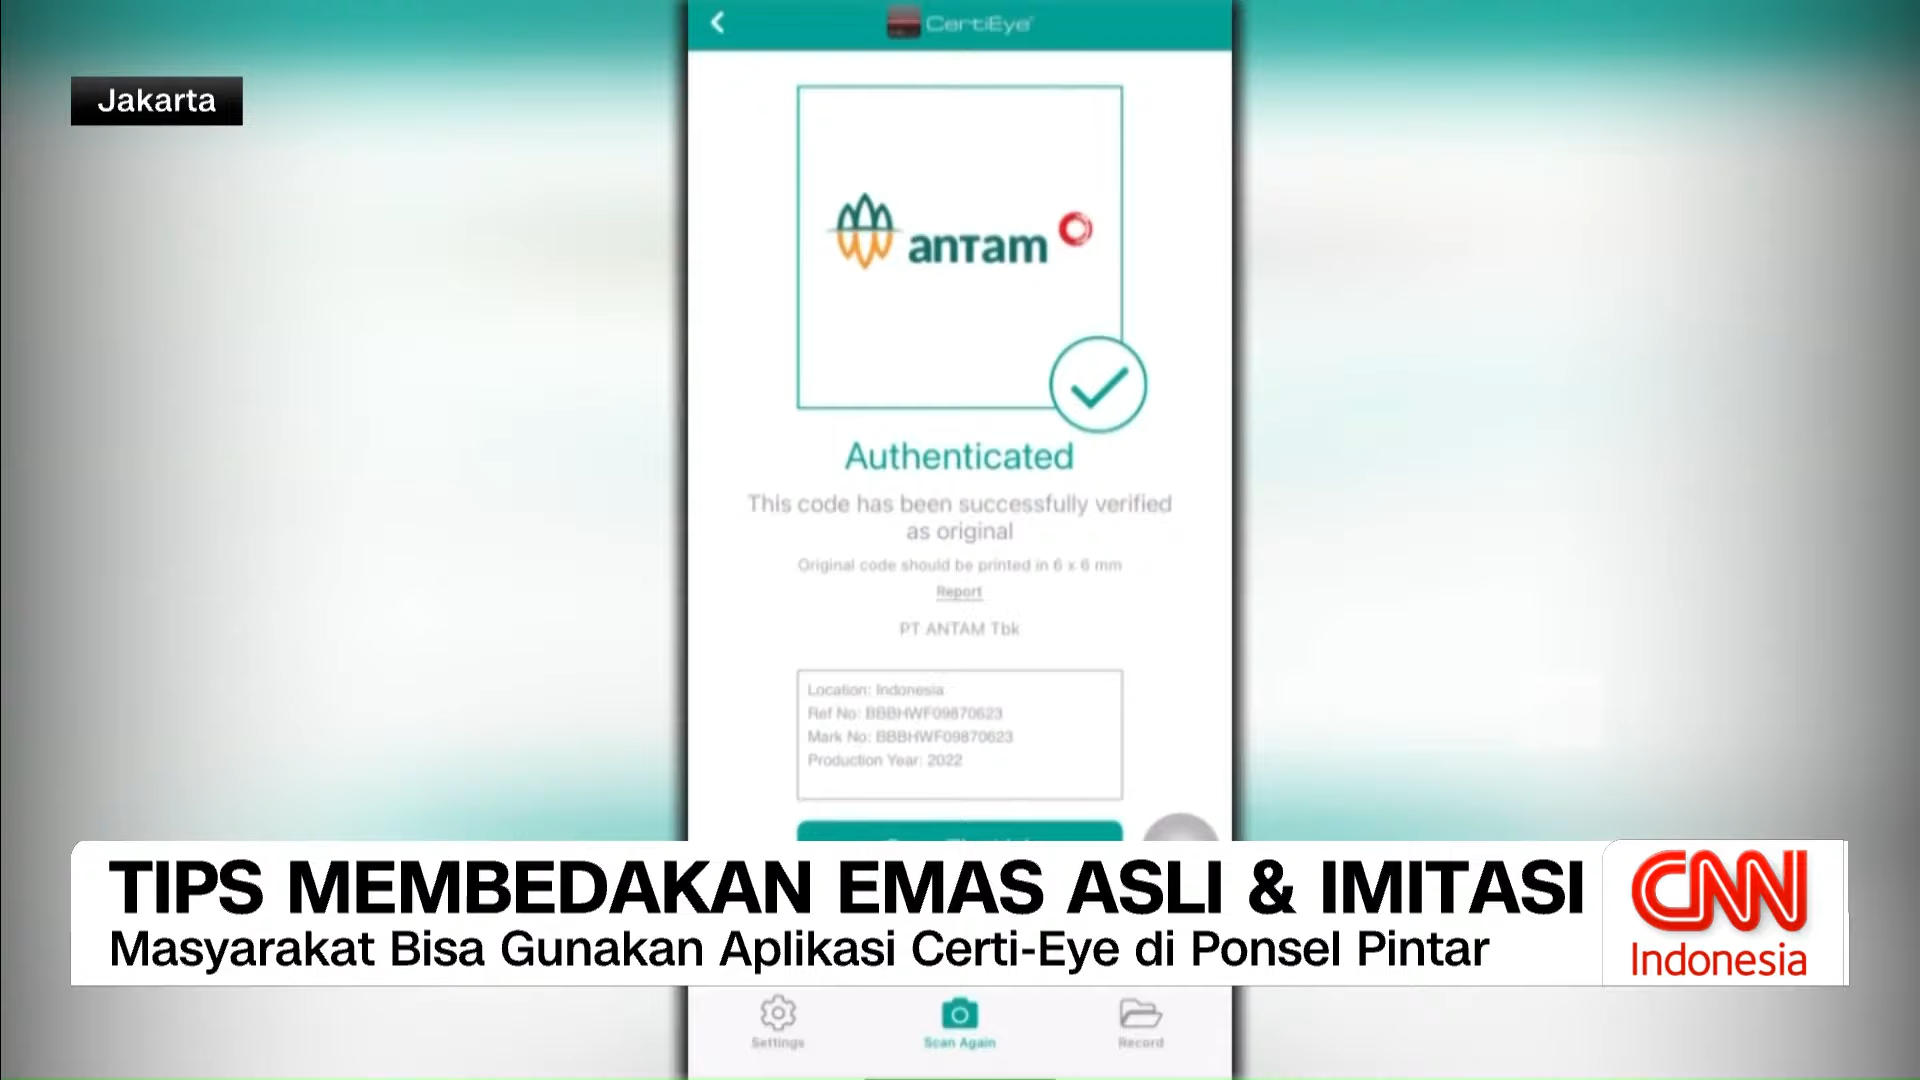 CertiEye
Jakarta
antam
Authenticated
This code has been successfully verified
as original
Original code should be printed in 6 x 6 mm
Report
PT ANTAM Tbk
Location: Indonesia
Ref No: BBBHWF09870623
Mark No: BBBHWF09870623
Production Year: 2022
TIPS MEMBEDAKAN EMAS ASLI & IMITASI
Masyarakat Bisa Gunakan Aplikasi Certi-Eye di Ponsel Pintar
CNN
Indonesia
Settings
Scan Again
Record